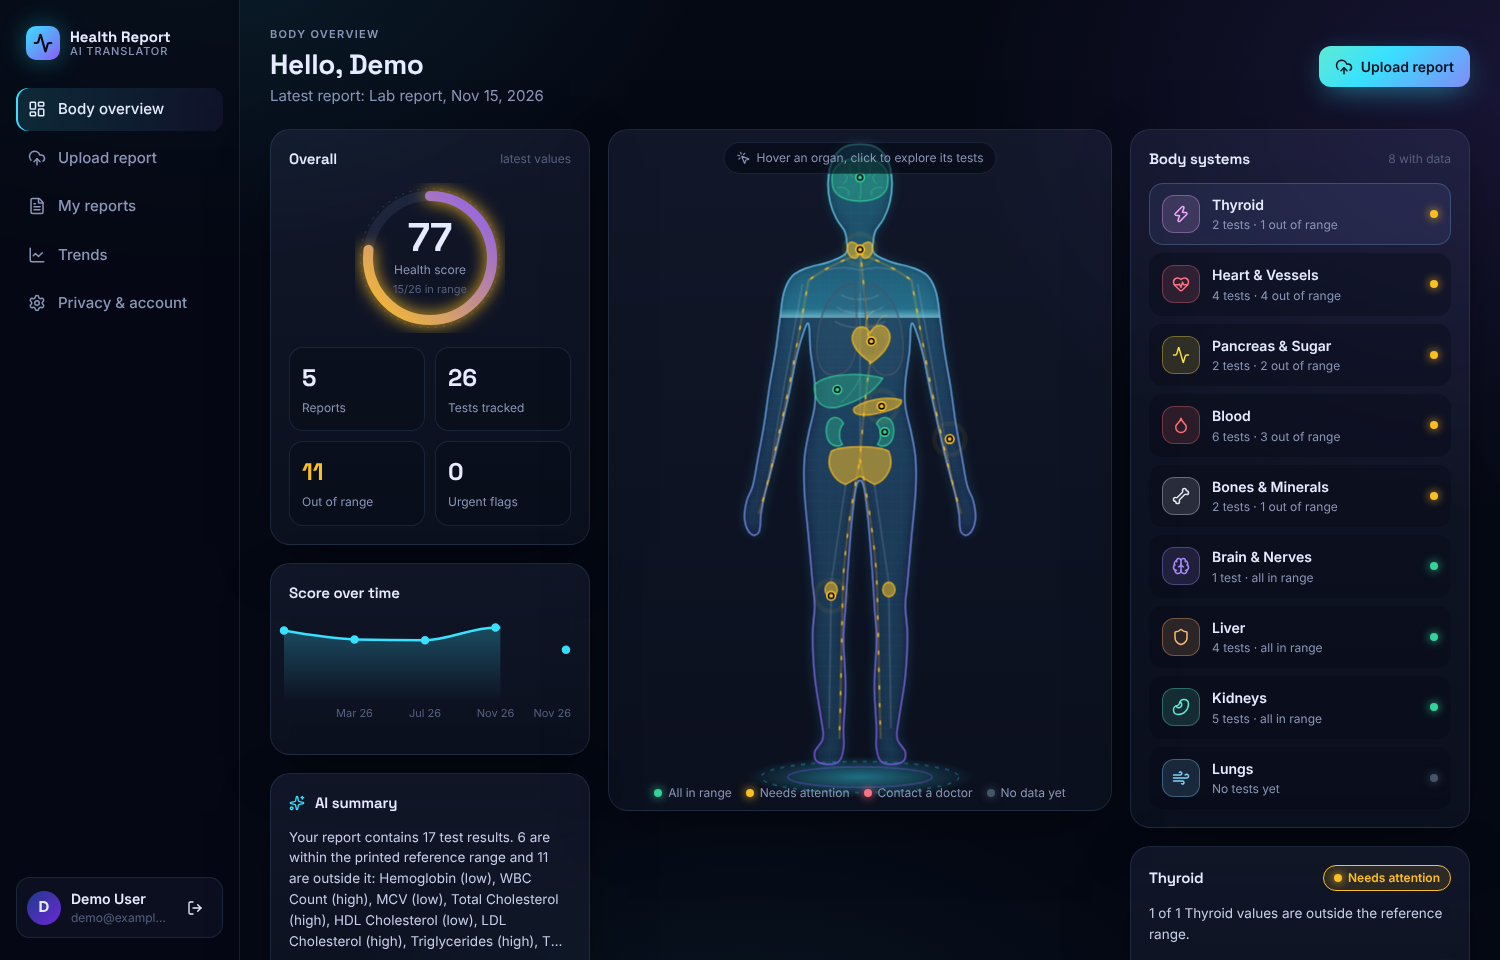 Health Report
AI TRANSLATOR
Body overview
Upload report
My reports
Trends
Privacy & account
D
Demo User
demo@exampl...
BODY OVERVIEW
Hello, Demo
Latest report: Lab report, Nov 15, 2026
Upload report
Overall
latest values
77
Health score
15/26 in range
5
Reports
26
Tests tracked
11
Out of range
0
Urgent flags
Score over time
Mar 26
Jul 26
Nov 26
Nov 26
AI summary
Your report contains 17 test results. 6 are
within the printed reference range and 11
are outside it: Hemoglobin (low), WBC
Count (high), MCV (low), Total Cholesterol
(high), HDL Cholesterol (low), LDL
Cholesterol (high), Triglycerides (high), T...
Hover an organ, click to explore its tests
All in range
Needs attention
Contact a doctor
No data yet
Body systems
8 with data
Thyroid
2 tests · 1 out of range
Heart & Vessels
4 tests · 4 out of range
Pancreas & Sugar
2 tests · 2 out of range
Blood
6 tests · 3 out of range
Bones & Minerals
2 tests · 1 out of range
Brain & Nerves
1 test · all in range
Liver
4 tests · all in range
Kidneys
5 tests · all in range
Lungs
No tests yet
Thyroid
Needs attention
1 of 1 Thyroid values are outside the reference
range.